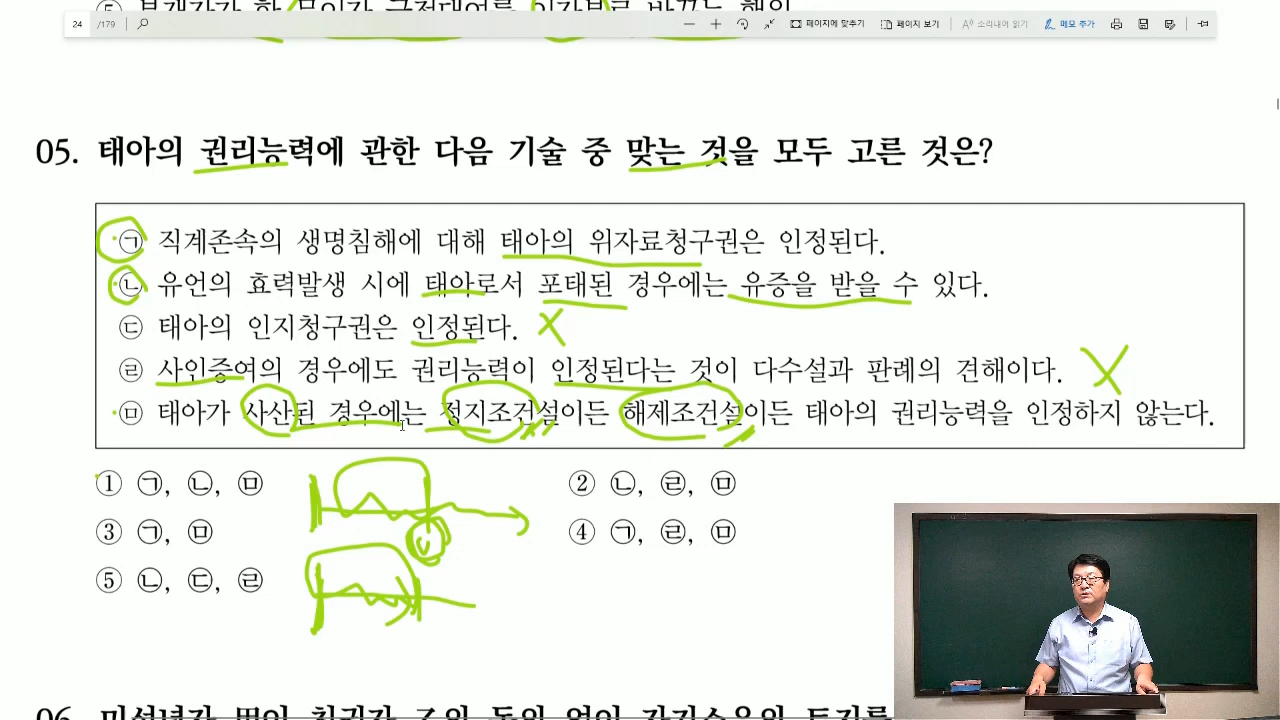 24 /179 페이지에 맞추기 페이지 보기 소리내어 읽기 메모 추가
05. 태아의 권리능력에 관한 다음 기술 중 맞는 것을 모두 고른 것은?
㉠ 직계존속의 생명침해에 대해 태아의 위자료청구권은 인정된다.
㉡ 유언의 효력발생 시에 태아로서 포태된 경우에는 유증을 받을 수 있다.
㉢ 태아의 인지청구권은 인정된다. X
㉣ 사인증여의 경우에도 권리능력이 인정된다는 것이 다수설과 판례의 견해이다. X
㉤ 태아가 사산된 경우에는 정지조건설이든 해제조건설이든 태아의 권리능력을 인정하지 않는다.
① ㉠, ㉡, ㉤ ② ㉡, ㉣, ㉤
③ ㉠, ㉤ ④ ㉠, ㉣, ㉤
⑤ ㉡, ㉢, ㉣